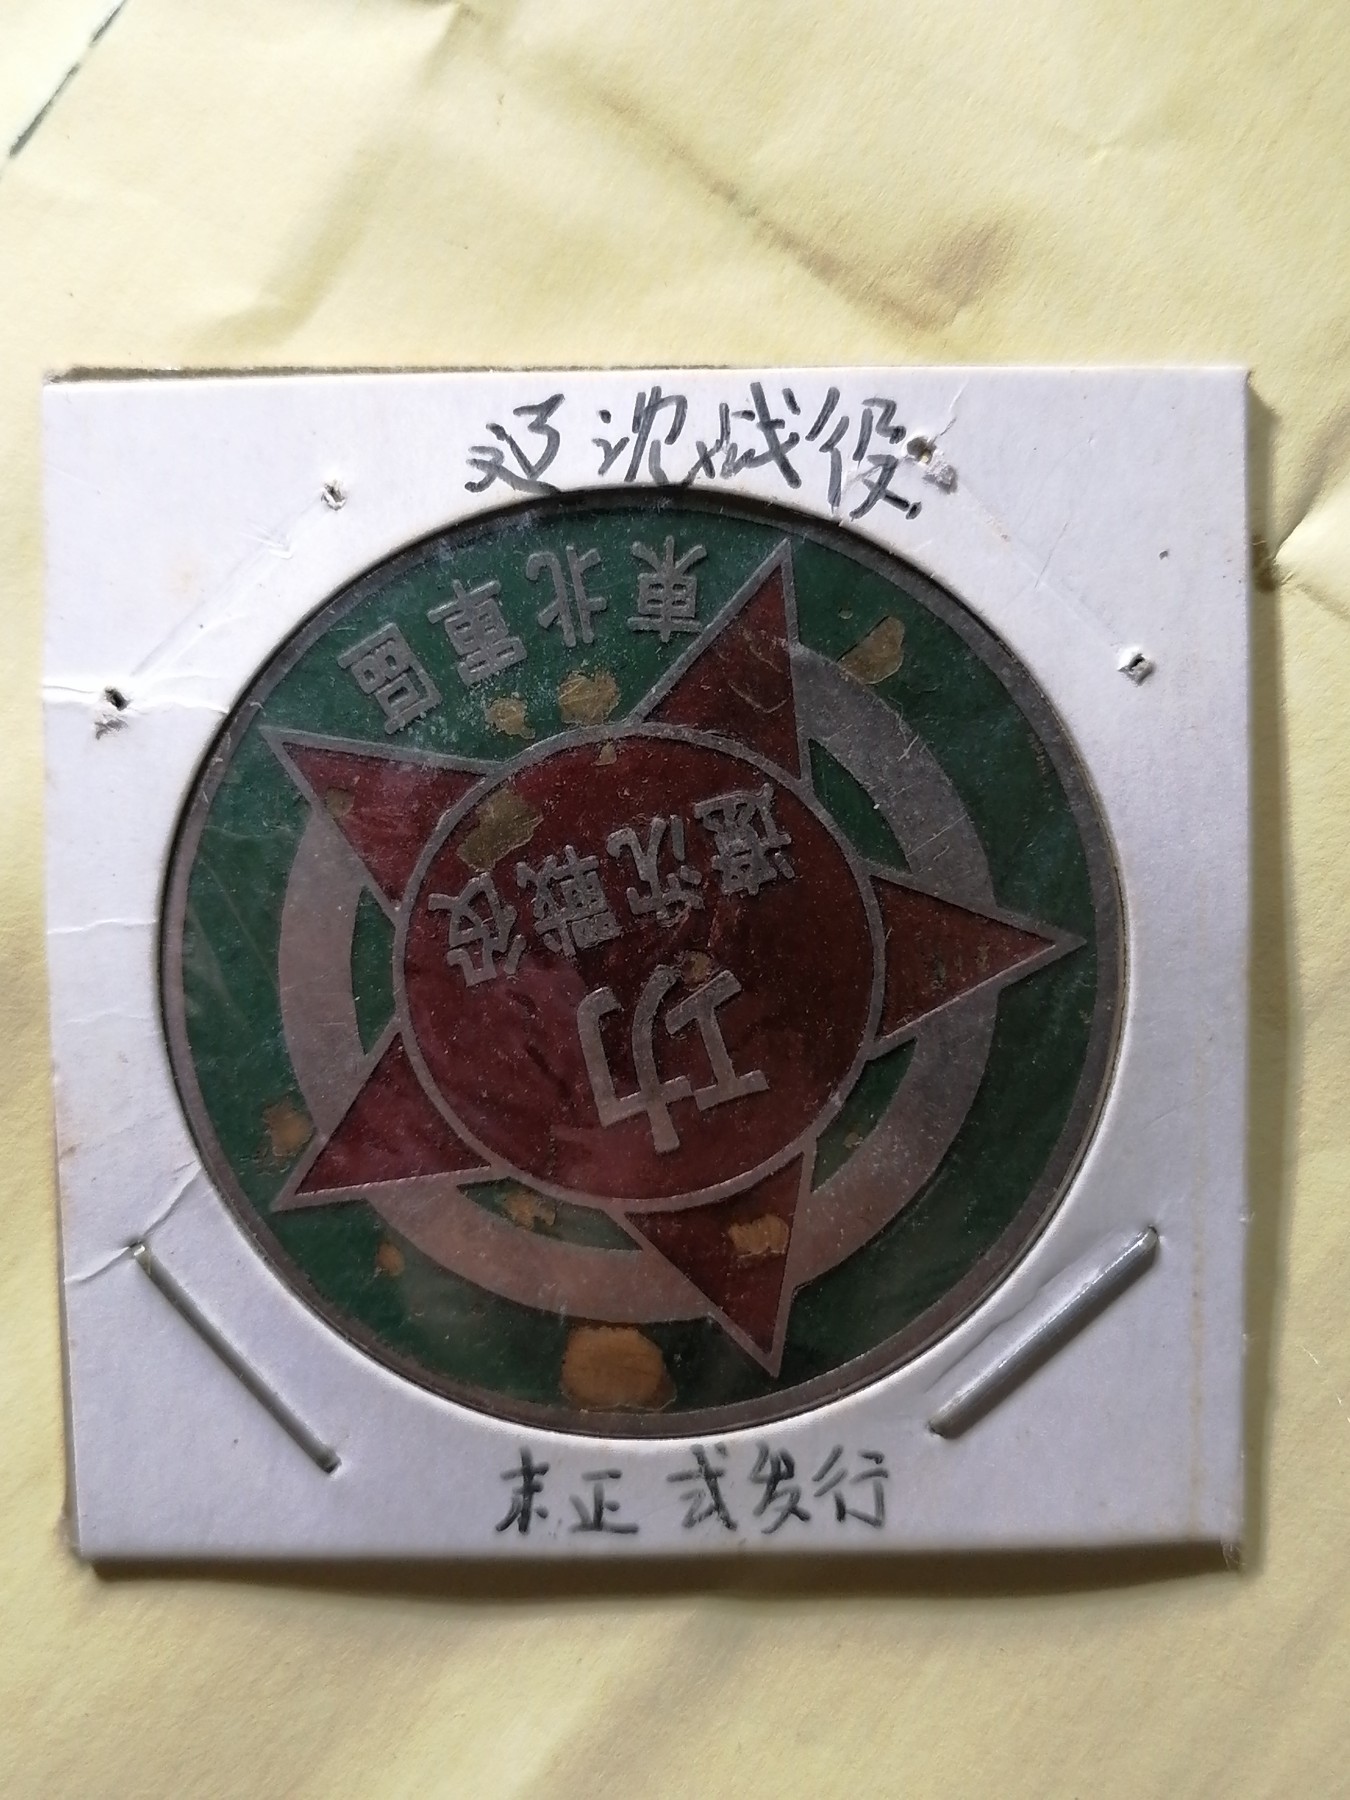 辽沈战役
功
遼沈戰役
東北軍區
未正式发行